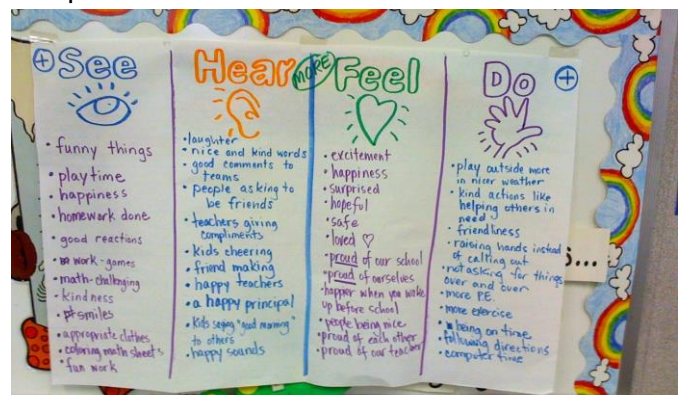 See
funny things
playtime
happiness
homework done
good reactions
work-games
math-challenging
kindness
smiles
appropriate clothes
coloring math sheets
fun work
Hear
laughter
nice and kind words
good comments to
teams
people asking to
be friends
teachers giving
compliments
kids cheering
friend making
happy teachers
a happy principal
kids saying "good morning"
to others
happy sounds
MORE
Feel
excitement
happiness
surprised
hopeful
safe
loved ♡
proud of our school
proud of ourselves
happier when you wake
up before school
people being nice
proud of each other
proud of our teacher
Do
play outside more
in nicer weather
kind actions like
helping others in
need
friendliness
raising hands instead
of calling out
not asking for things
over and over
more P.E.
more exercise
being on time
following directions
computer time